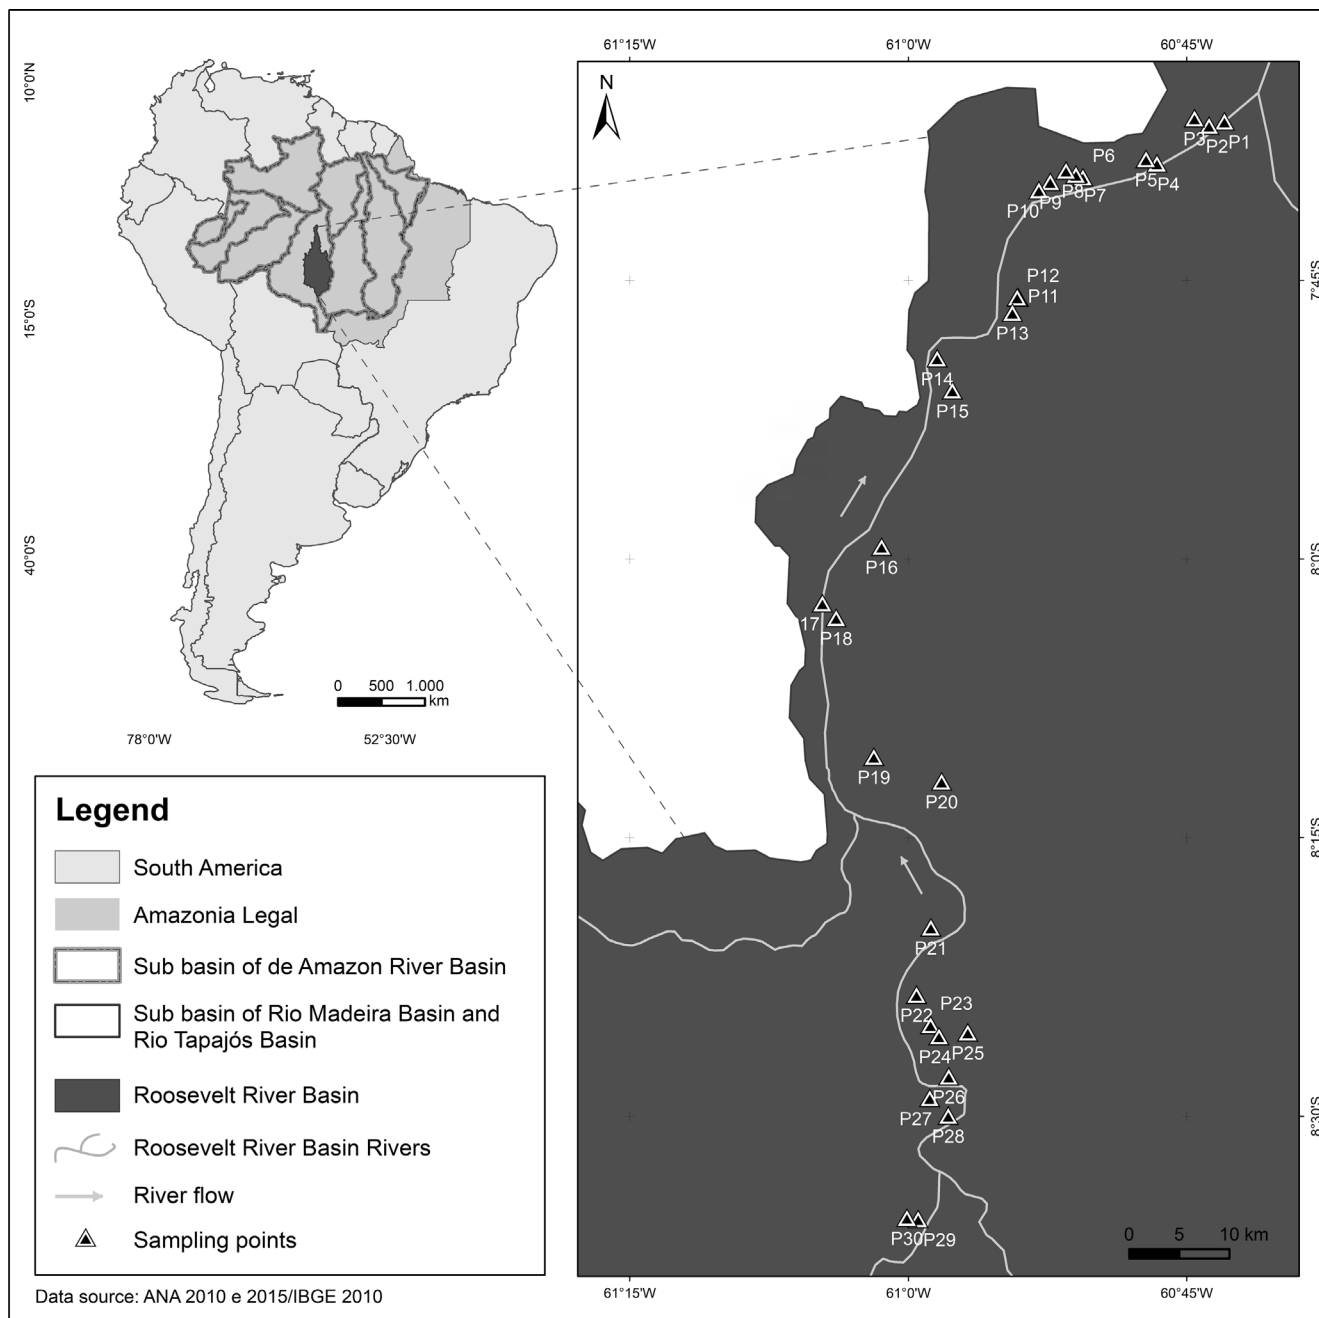 61°15'W
61°0'W
60°45'W
10°0'N
15°0'S
40°0'S
78°0'W
52°30'W
0 500 1.000
km
N
P3
P2
P1
P6
P5
P4
P10
P9
P8
P7
P12
P11
P13
P14
P15
P16
17
P18
P19
P20
P21
P22
P23
P24
P25
P26
P27
P28
P30
P29
7°45'S
8°0'S
8°15'S
8°30'S
0 5 10 km
61°15'W
61°0'W
60°45'W
Legend
South America
Amazonia Legal
Sub basin of de Amazon River Basin
Sub basin of Rio Madeira Basin and
Rio Tapajós Basin
Roosevelt River Basin
Roosevelt River Basin Rivers
River flow
Sampling points
Data source: ANA 2010 e 2015/IBGE 2010